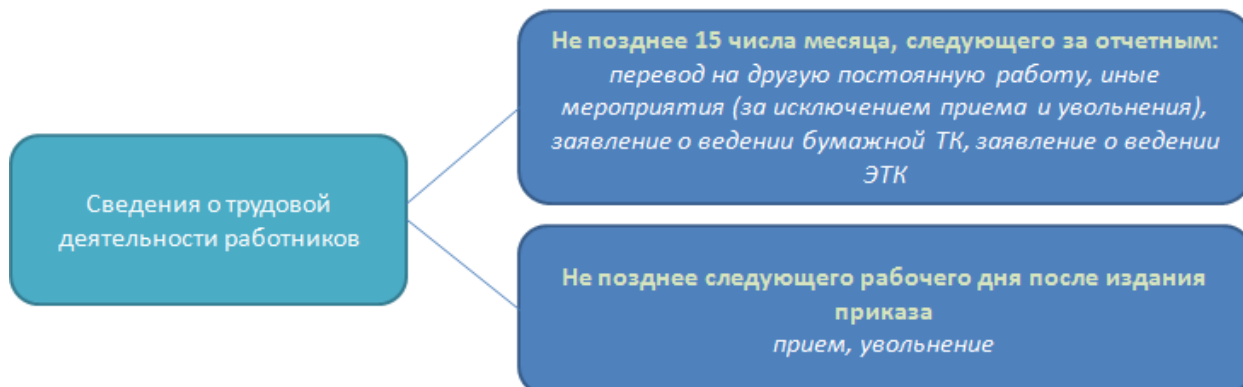 Сведения о трудовой
деятельности работников
Не позднее 15 числа месяца, следующего за отчетным:
перевод на другую постоянную работу, иные
мероприятия (за исключением приема и увольнения),
заявление о ведении бумажной ТК, заявление о ведении
ЭТК
Не позднее следующего рабочего дня после издания
приказа
прием, увольнение